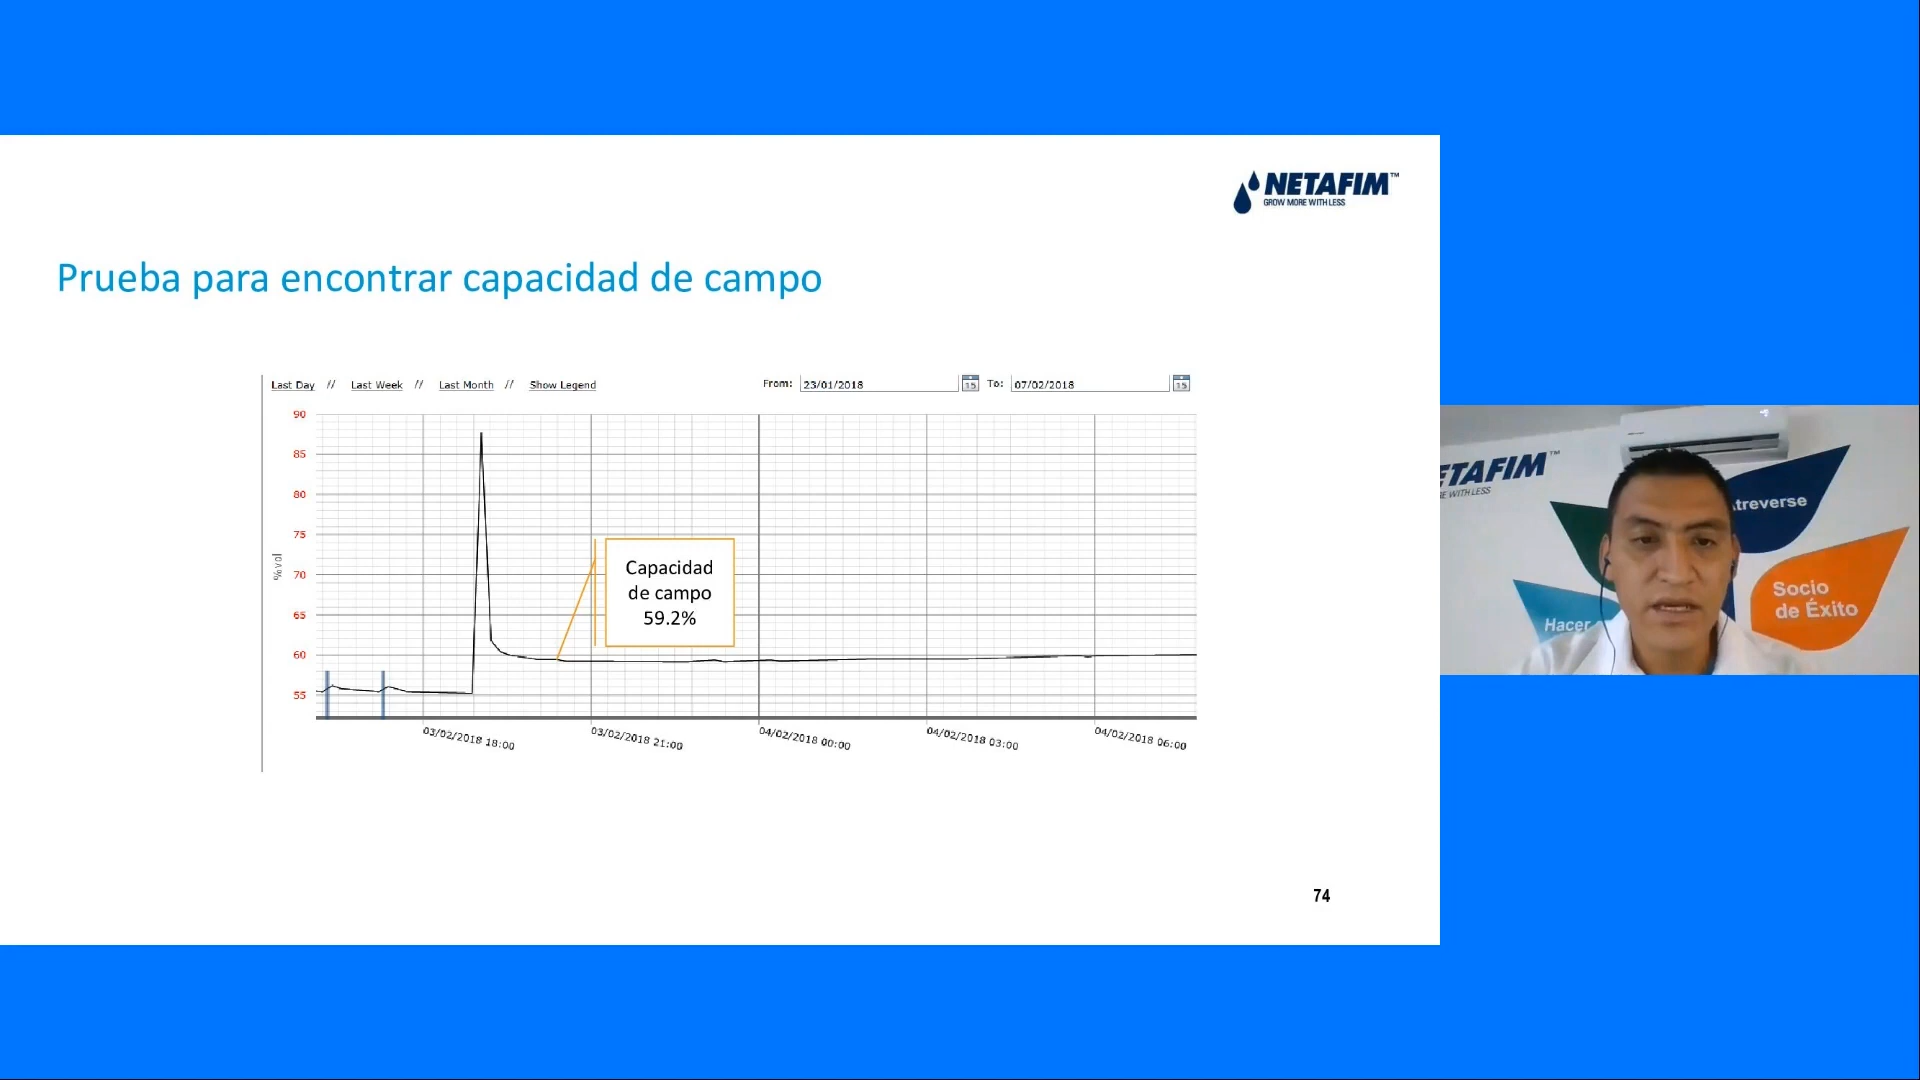 NETAFIM™
GROW MORE WITH LESS
Prueba para encontrar capacidad de campo
Last Day // Last Week // Last Month // Show Legend
From: 23/01/2018 15 To: 07/02/2018 15
90
85
80
75
70
65
60
55
%vol
Capacidad
de campo
59.2%
03/02/2018 18:00
03/02/2018 21:00
04/02/2018 00:00
04/02/2018 03:00
04/02/2018 06:00
74
ETAFIM™
E WITH LESS
treverse
Socio
de Éxito
Hacer